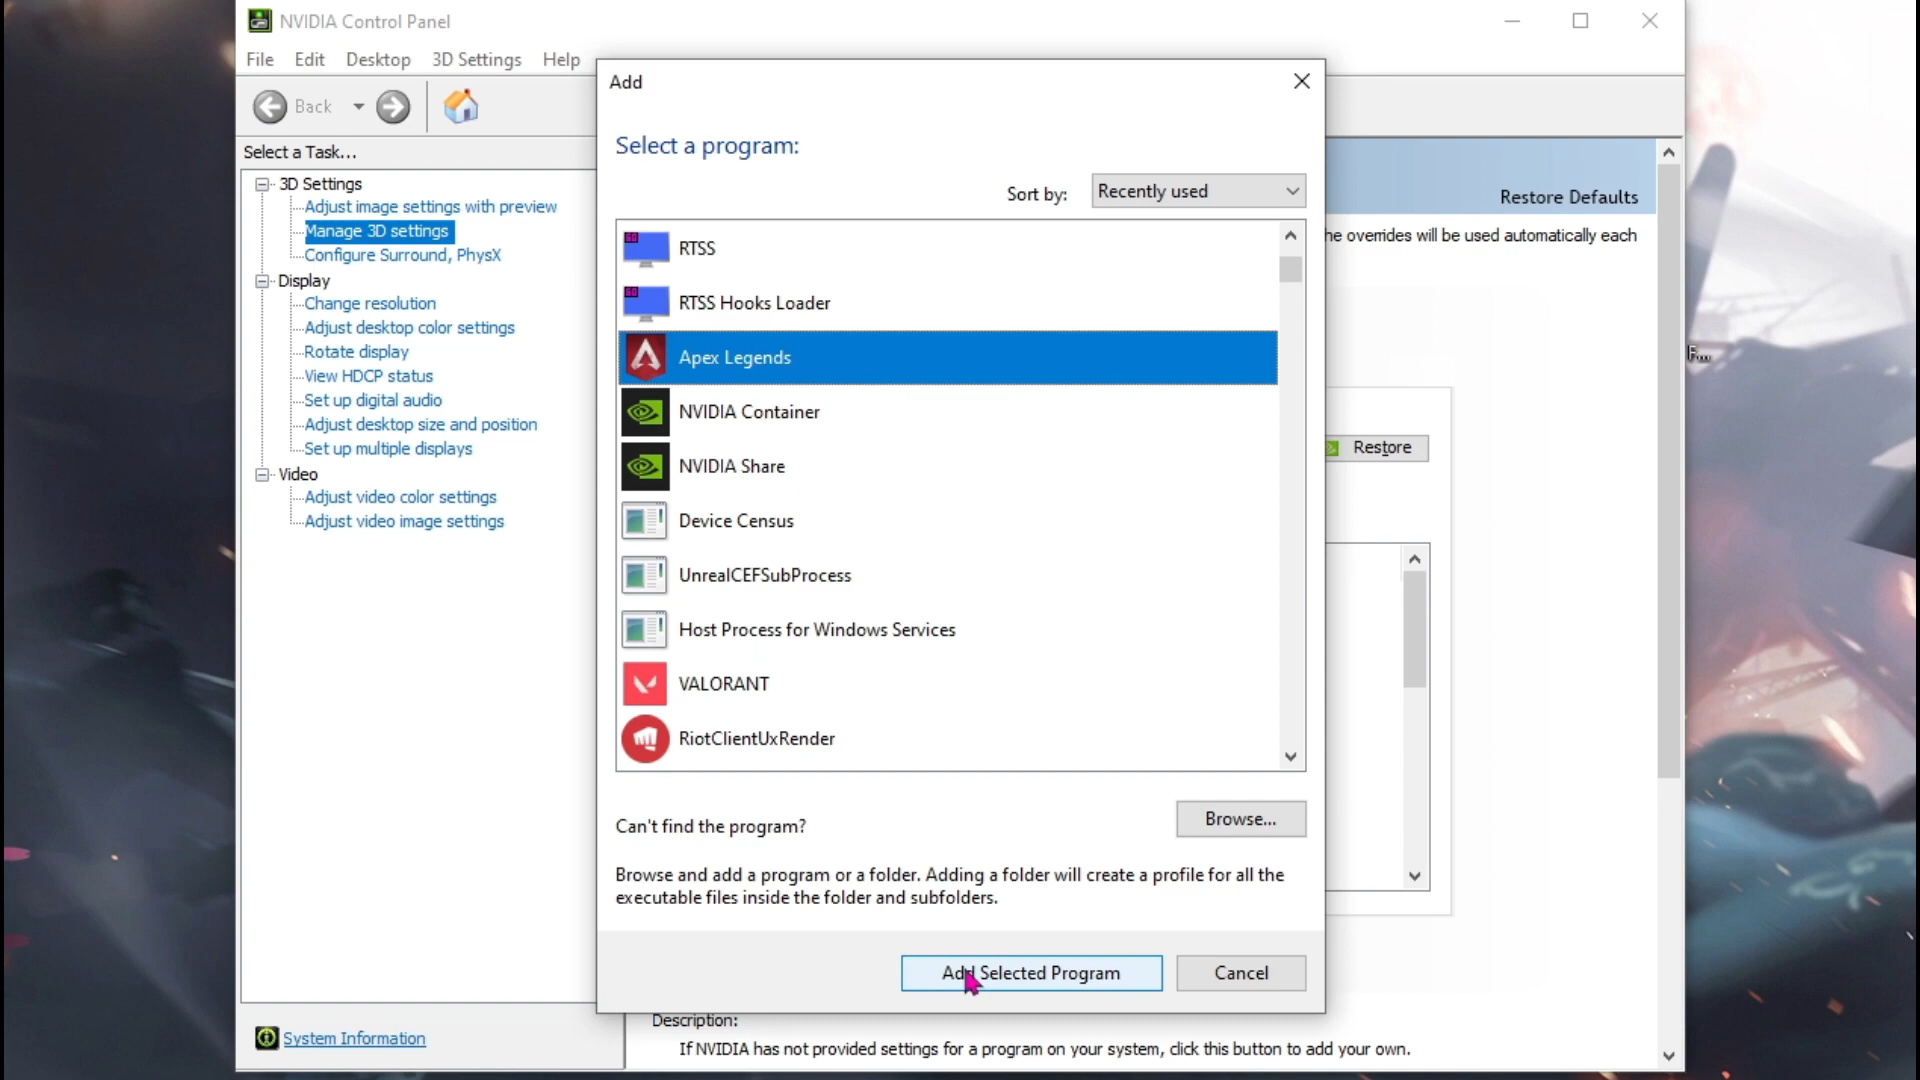 NVIDIA Control Panel
File Edit Desktop 3D Settings Help
Back
Select a Task...
3D Settings
Adjust image settings with preview
Manage 3D settings
Configure Surround, PhysX
Display
Change resolution
Adjust desktop color settings
Rotate display
View HDCP status
Set up digital audio
Adjust desktop size and position
Set up multiple displays
Video
Adjust video color settings
Adjust video image settings
System Information
Add
Select a program:
Sort by: Recently used
RTSS
RTSS Hooks Loader
Apex Legends
NVIDIA Container
NVIDIA Share
Device Census
UnrealCEFSubProcess
Host Process for Windows Services
VALORANT
RiotClientUxRender
Can't find the program?
Browse...
Browse and add a program or a folder. Adding a folder will create a profile for all the
executable files inside the folder and subfolders.
Add Selected Program
Cancel
Restore Defaults
he overrides will be used automatically each
Restore
F...
Description:
If NVIDIA has not provided settings for a program on your system, click this button to add your own.